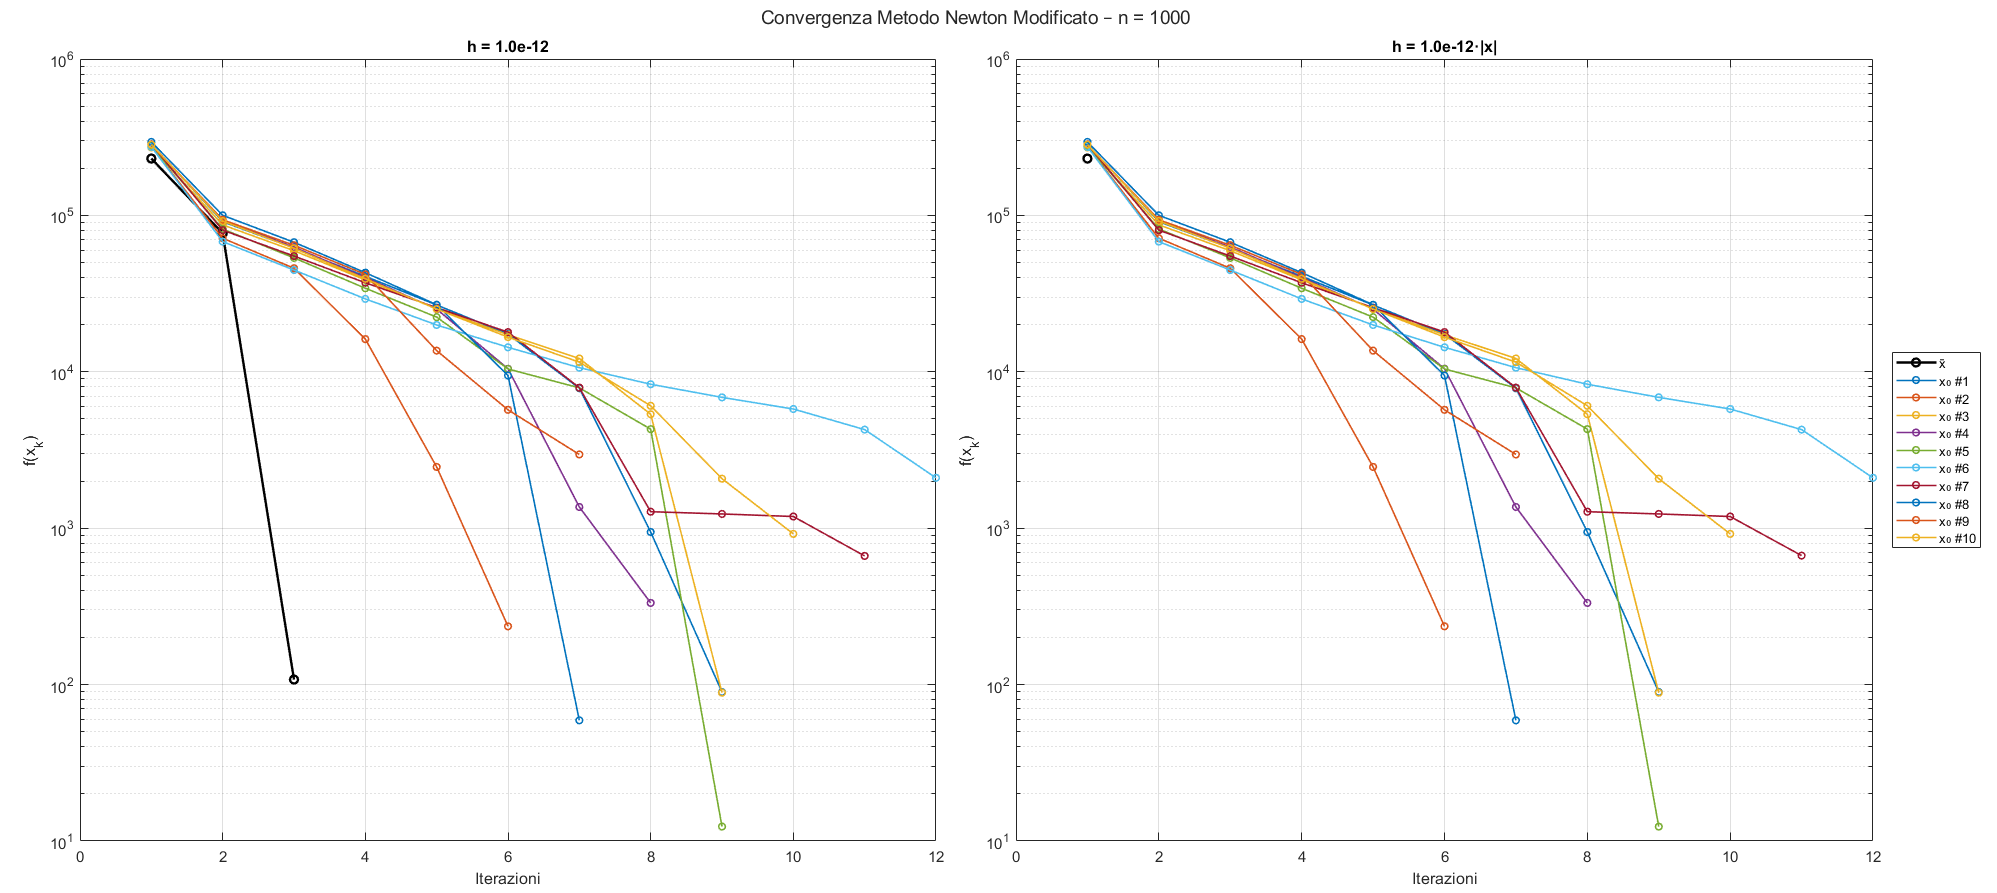 Convergenza Metodo Newton Modificato – n = 1000
h = 1.0e-12
10⁶
10⁵
10⁴
10³
10²
10¹
f(xₖ)
0 2 4 6 8 10 12
Iterazioni
h = 1.0e-12·|x|
10⁶
10⁵
10⁴
10³
10²
10¹
f(xₖ)
0 2 4 6 8 10 12
Iterazioni
x̄
x₀ #1
x₀ #2
x₀ #3
x₀ #4
x₀ #5
x₀ #6
x₀ #7
x₀ #8
x₀ #9
x₀ #10